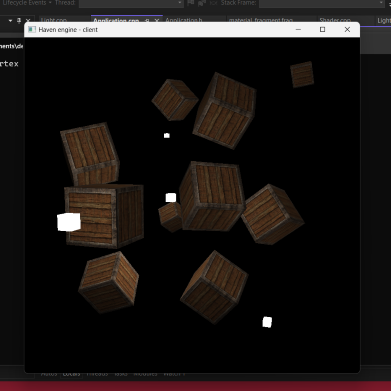 Lifecycle Events
Thread:
Stack Frame:
Light.cpp
Application.cpp
Application.h
material_fragment.frag
Shader.cpp
Light
Haven engine - client
ments\de
rtex
Autos Locals Threads Modules Watch 1